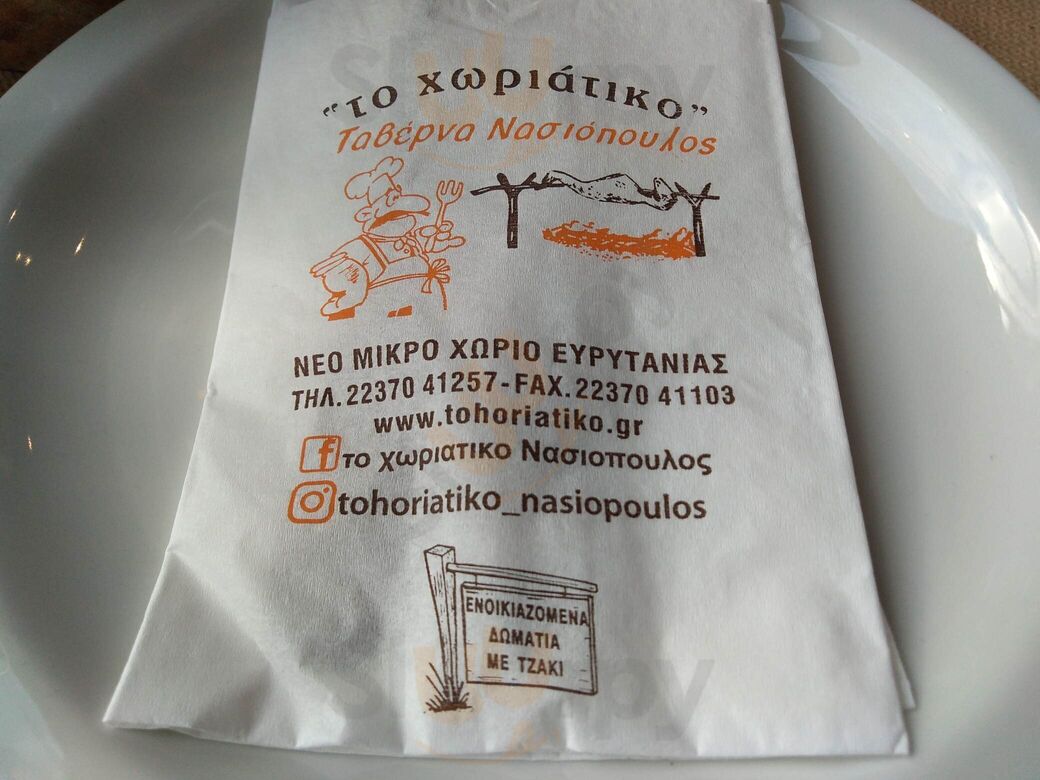 "το χωριάτικο"
Ταβέρνα Νασιόπουλος
ΝΕΟ ΜΙΚΡΟ ΧΩΡΙΟ ΕΥΡΥΤΑΝΙΑΣ
ΤΗΛ. 22370 41257-FAX. 22370 41103
www.tohoriatiko.gr
f το χωριατικο Νασιοπουλος
tohoriatiko_nasiopoulos
ΕΝΟΙΚΙΑΖΟΜΕΝΑ
ΔΩΜΑΤΙΑ
ΜΕ ΤΖΑΚΙ